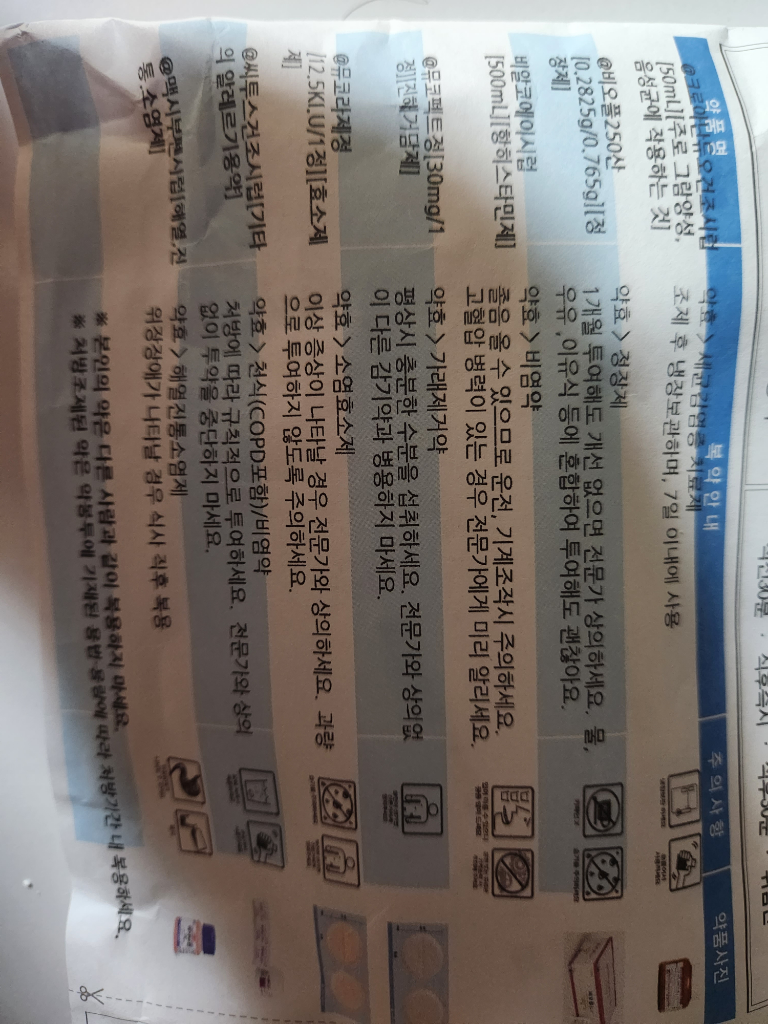 약 품 명
복 약 안 내
주 의 사 항
약품사진
[50mL][주로 그람양성,
음성균에 작용하는 것]
약효 > 세균감염증 치료제
조제 후 냉장보관하며, 7일 이내에 사용
@비오플250산
[0.2825g/0.765g][정
장제]
약효 > 정장제
1개월 투여해도 개선 없으면 전문가 상의하세요. 물,
우유, 이유식 등에 혼합하여 투여해도 괜찮아요.
비알코에이시럽
[500mL][항히스타민제]
약효 > 비염약
졸음 올 수 있으므로 운전, 기계조작시 주의하세요.
고혈압 병력이 있는 경우 전문가에게 미리 알리세요.
@뮤코펙트정[30mg/1
정][진해거담제]
약효 > 가래제거약
평상시 충분한 수분을 섭취하세요. 전문가와 상의없
이 다른 감기약과 병용하지 마세요.
@뮤코라제정
[12.5KLU/1정][효소제
제]
약효 > 소염효소제
이상 증상이 나타날 경우 전문가와 상의하세요. 과량
으로 투여하지 않도록 주의하세요.
@씨투스건조시럽[기타
의 알레르기용약]
약효 > 천식(COPD포함)/비염약
처방에 따라 규칙적으로 투여하세요. 전문가와 상의
없이 투약을 중단하지 마세요.
@맥시부펜시럽[해열.진
통.소염제]
약효 > 해열진통소염제
위장장애가 나타날 경우 식사 직후 복용
※ 본인의 약은 다른 사람과 같이 복용하지 마세요.
※ 처방조제된 약은 약봉투에 기재된 용법·용량에 따라 처방기간 내 복용하세요.